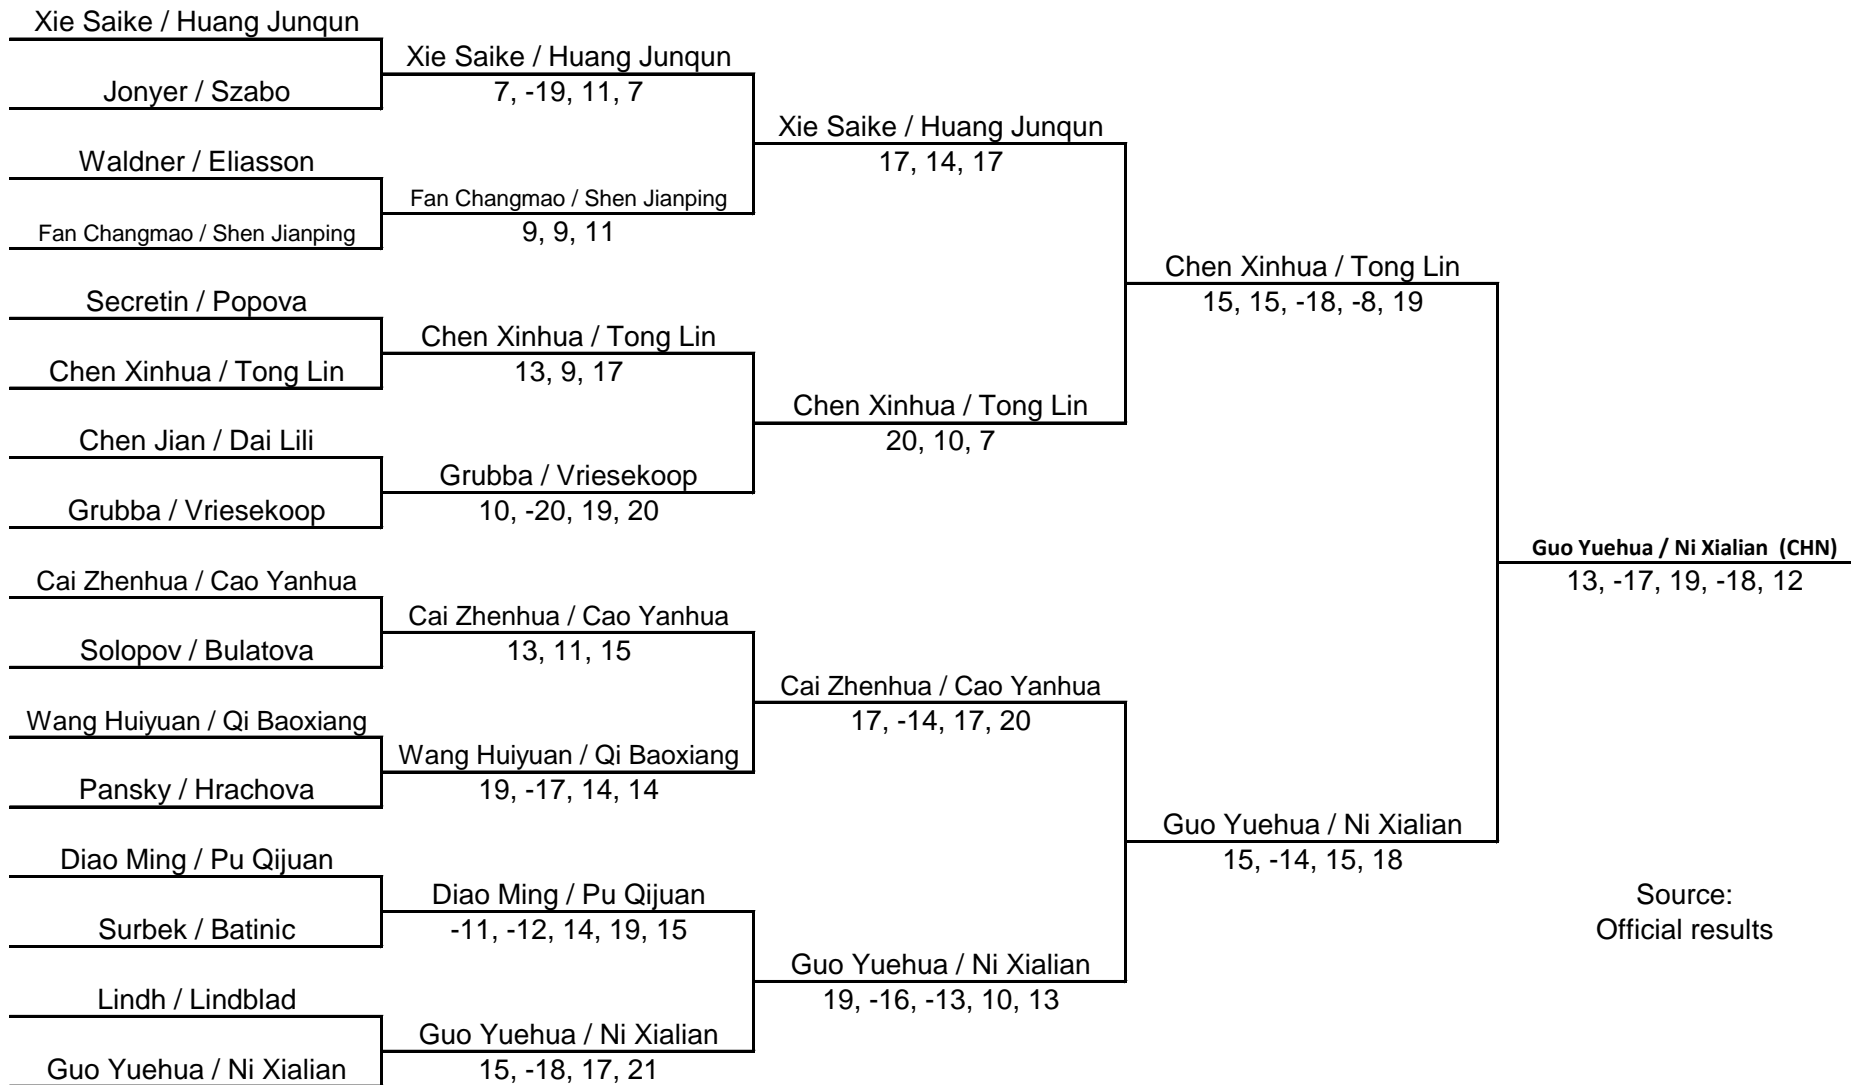 Xie Saike / Huang Junqun
Jonyer / Szabo
Waldner / Eliasson
Fan Changmao / Shen Jianping
Secretin / Popova
Chen Xinhua / Tong Lin
Chen Jian / Dai Lili
Grubba / Vriesekoop
Cai Zhenhua / Cao Yanhua
Solopov / Bulatova
Wang Huiyuan / Qi Baoxiang
Pansky / Hrachova
Diao Ming / Pu Qijuan
Surbek / Batinic
Lindh / Lindblad
Guo Yuehua / Ni Xialian
Xie Saike / Huang Junqun
7, -19, 11, 7
Fan Changmao / Shen Jianping
9, 9, 11
Chen Xinhua / Tong Lin
13, 9, 17
Grubba / Vriesekoop
10, -20, 19, 20
Cai Zhenhua / Cao Yanhua
13, 11, 15
Wang Huiyuan / Qi Baoxiang
19, -17, 14, 14
Diao Ming / Pu Qijuan
-11, -12, 14, 19, 15
Guo Yuehua / Ni Xialian
15, -18, 17, 21
Xie Saike / Huang Junqun
17, 14, 17
Chen Xinhua / Tong Lin
20, 10, 7
Cai Zhenhua / Cao Yanhua
17, -14, 17, 20
Guo Yuehua / Ni Xialian
19, -16, -13, 10, 13
Chen Xinhua / Tong Lin
15, 15, -18, -8, 19
Guo Yuehua / Ni Xialian
15, -14, 15, 18
Guo Yuehua / Ni Xialian (CHN)
13, -17, 19, -18, 12
Source:
Official results